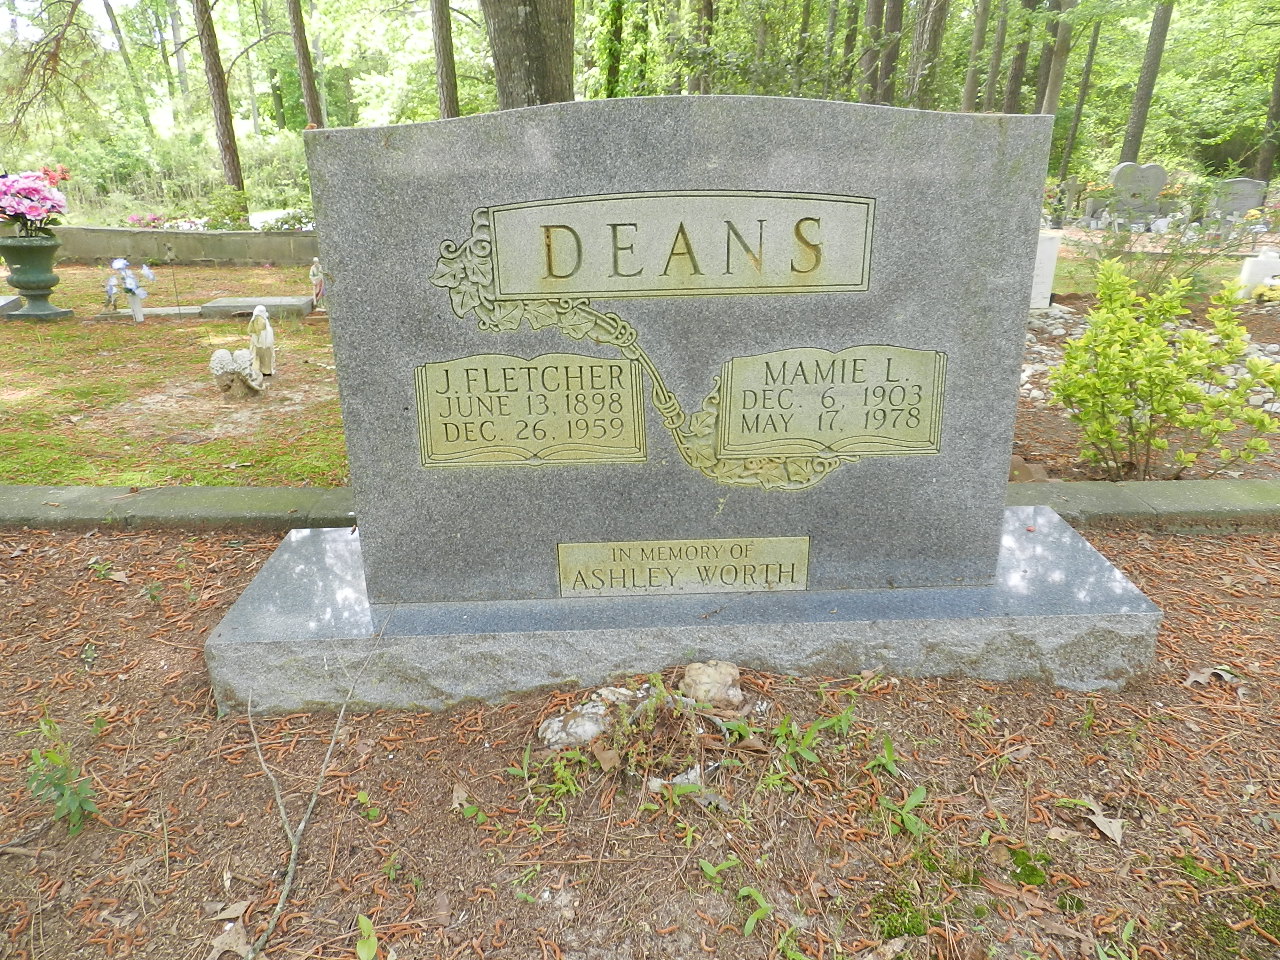 DEANS
J. FLETCHER
JUNE 13, 1898
DEC. 26, 1959
MAMIE L.
DEC. 6, 1903
MAY 17, 1978
IN MEMORY OF
ASHLEY WORTH